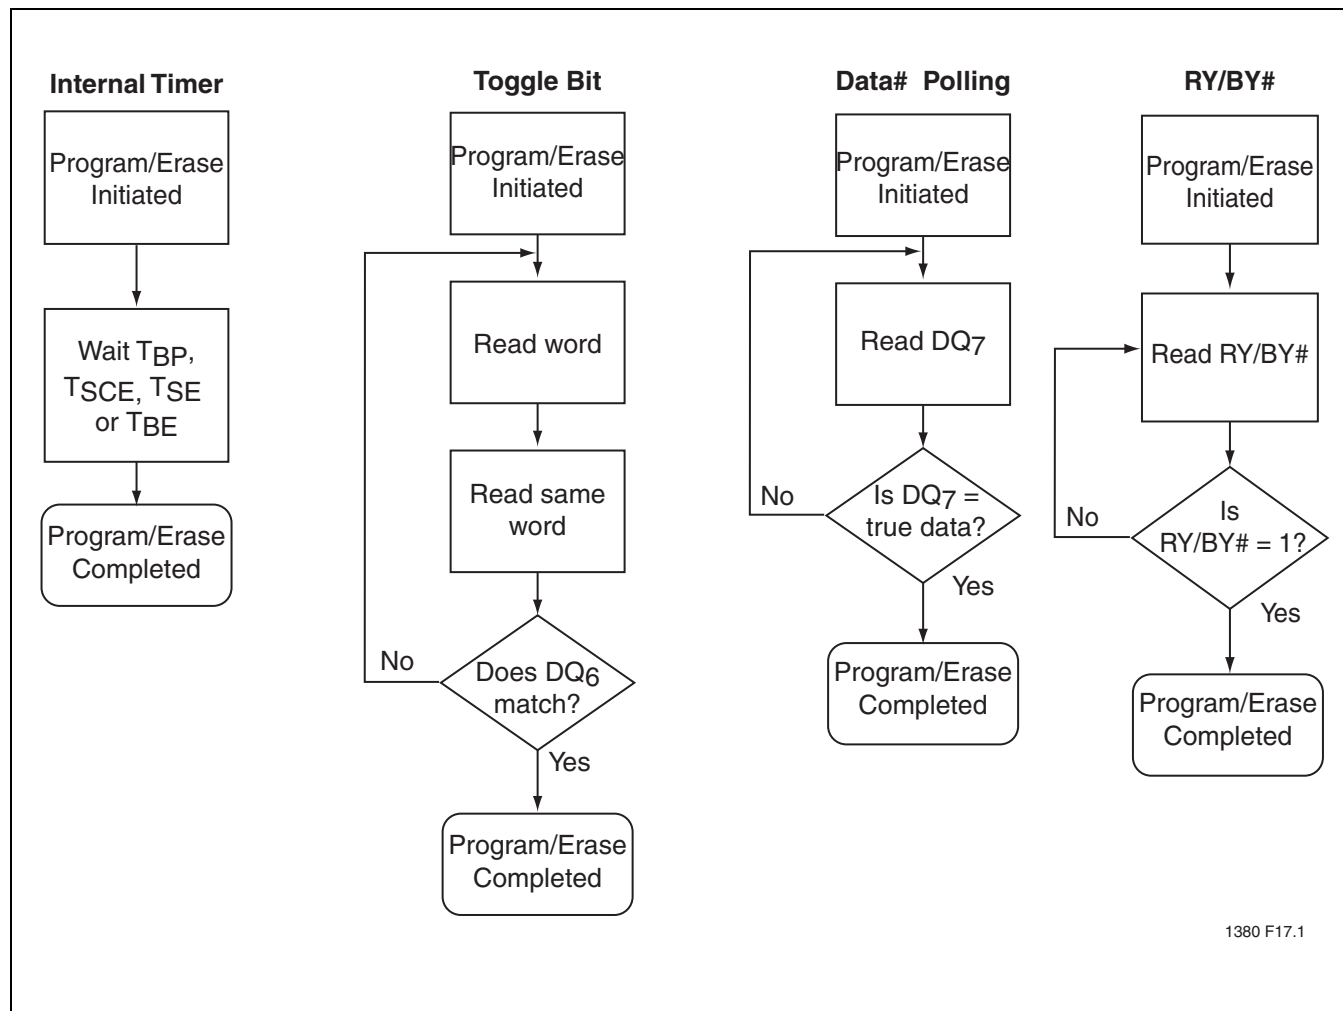 Internal Timer
Program/Erase
Initiated
Wait TBP,
TSCE, TSE
or TBE
Program/Erase
Completed
Toggle Bit
Program/Erase
Initiated
Read word
Read same
word
Does DQ6
match?
No
Yes
Program/Erase
Completed
Data# Polling
Program/Erase
Initiated
Read DQ7
Is DQ7 =
true data?
No
Yes
Program/Erase
Completed
RY/BY#
Program/Erase
Initiated
Read RY/BY#
Is
RY/BY# = 1?
No
Yes
Program/Erase
Completed
1380 F17.1